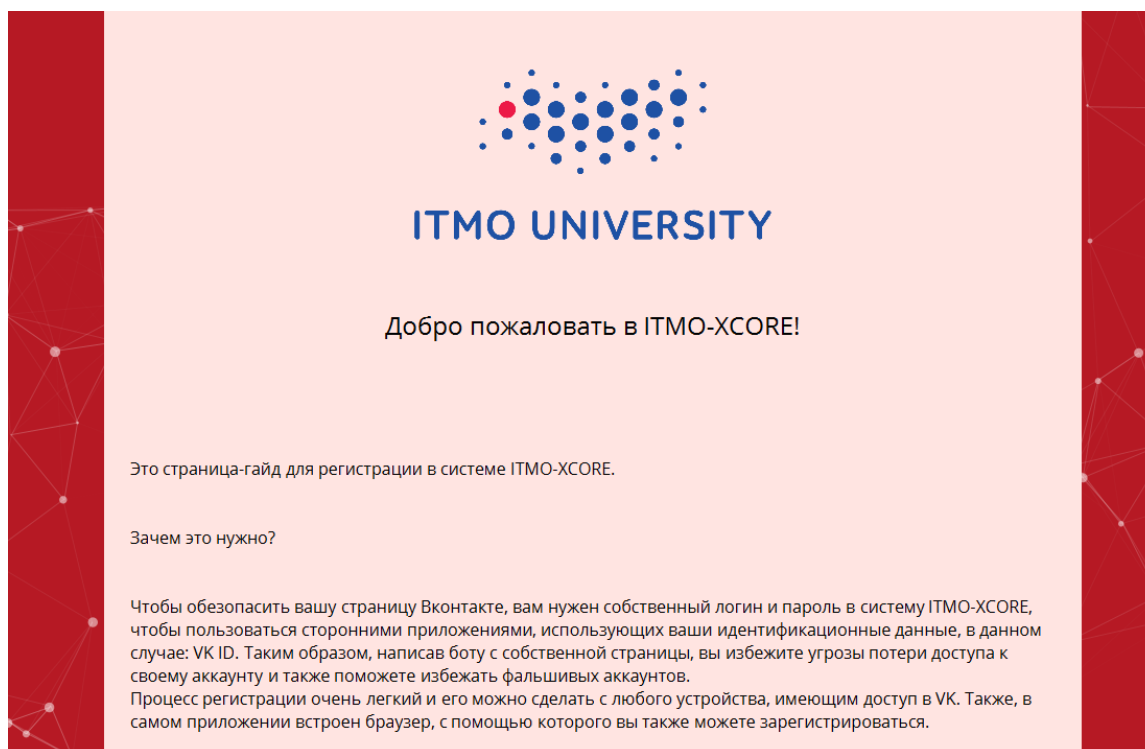 ITMO UNIVERSITY
Добро пожаловать в ITMO-XCORE!
Это страница-гайд для регистрации в системе ITMO-XCORE.
Зачем это нужно?
Чтобы обезопасить вашу страницу Вконтакте, вам нужен собственный логин и пароль в систему ITMO-XCORE,
чтобы пользоваться сторонними приложениями, использующих ваши идентификационные данные, в данном
случае: VK ID. Таким образом, написав боту с собственной страницы, вы избежите угрозы потери доступа к
своему аккаунту и также поможете избежать фальшивых аккаунтов.
Процесс регистрации очень легкий и его можно сделать с любого устройства, имеющим доступ в VK. Также, в
самом приложении встроен браузер, с помощью которого вы также можете зарегистрироваться.